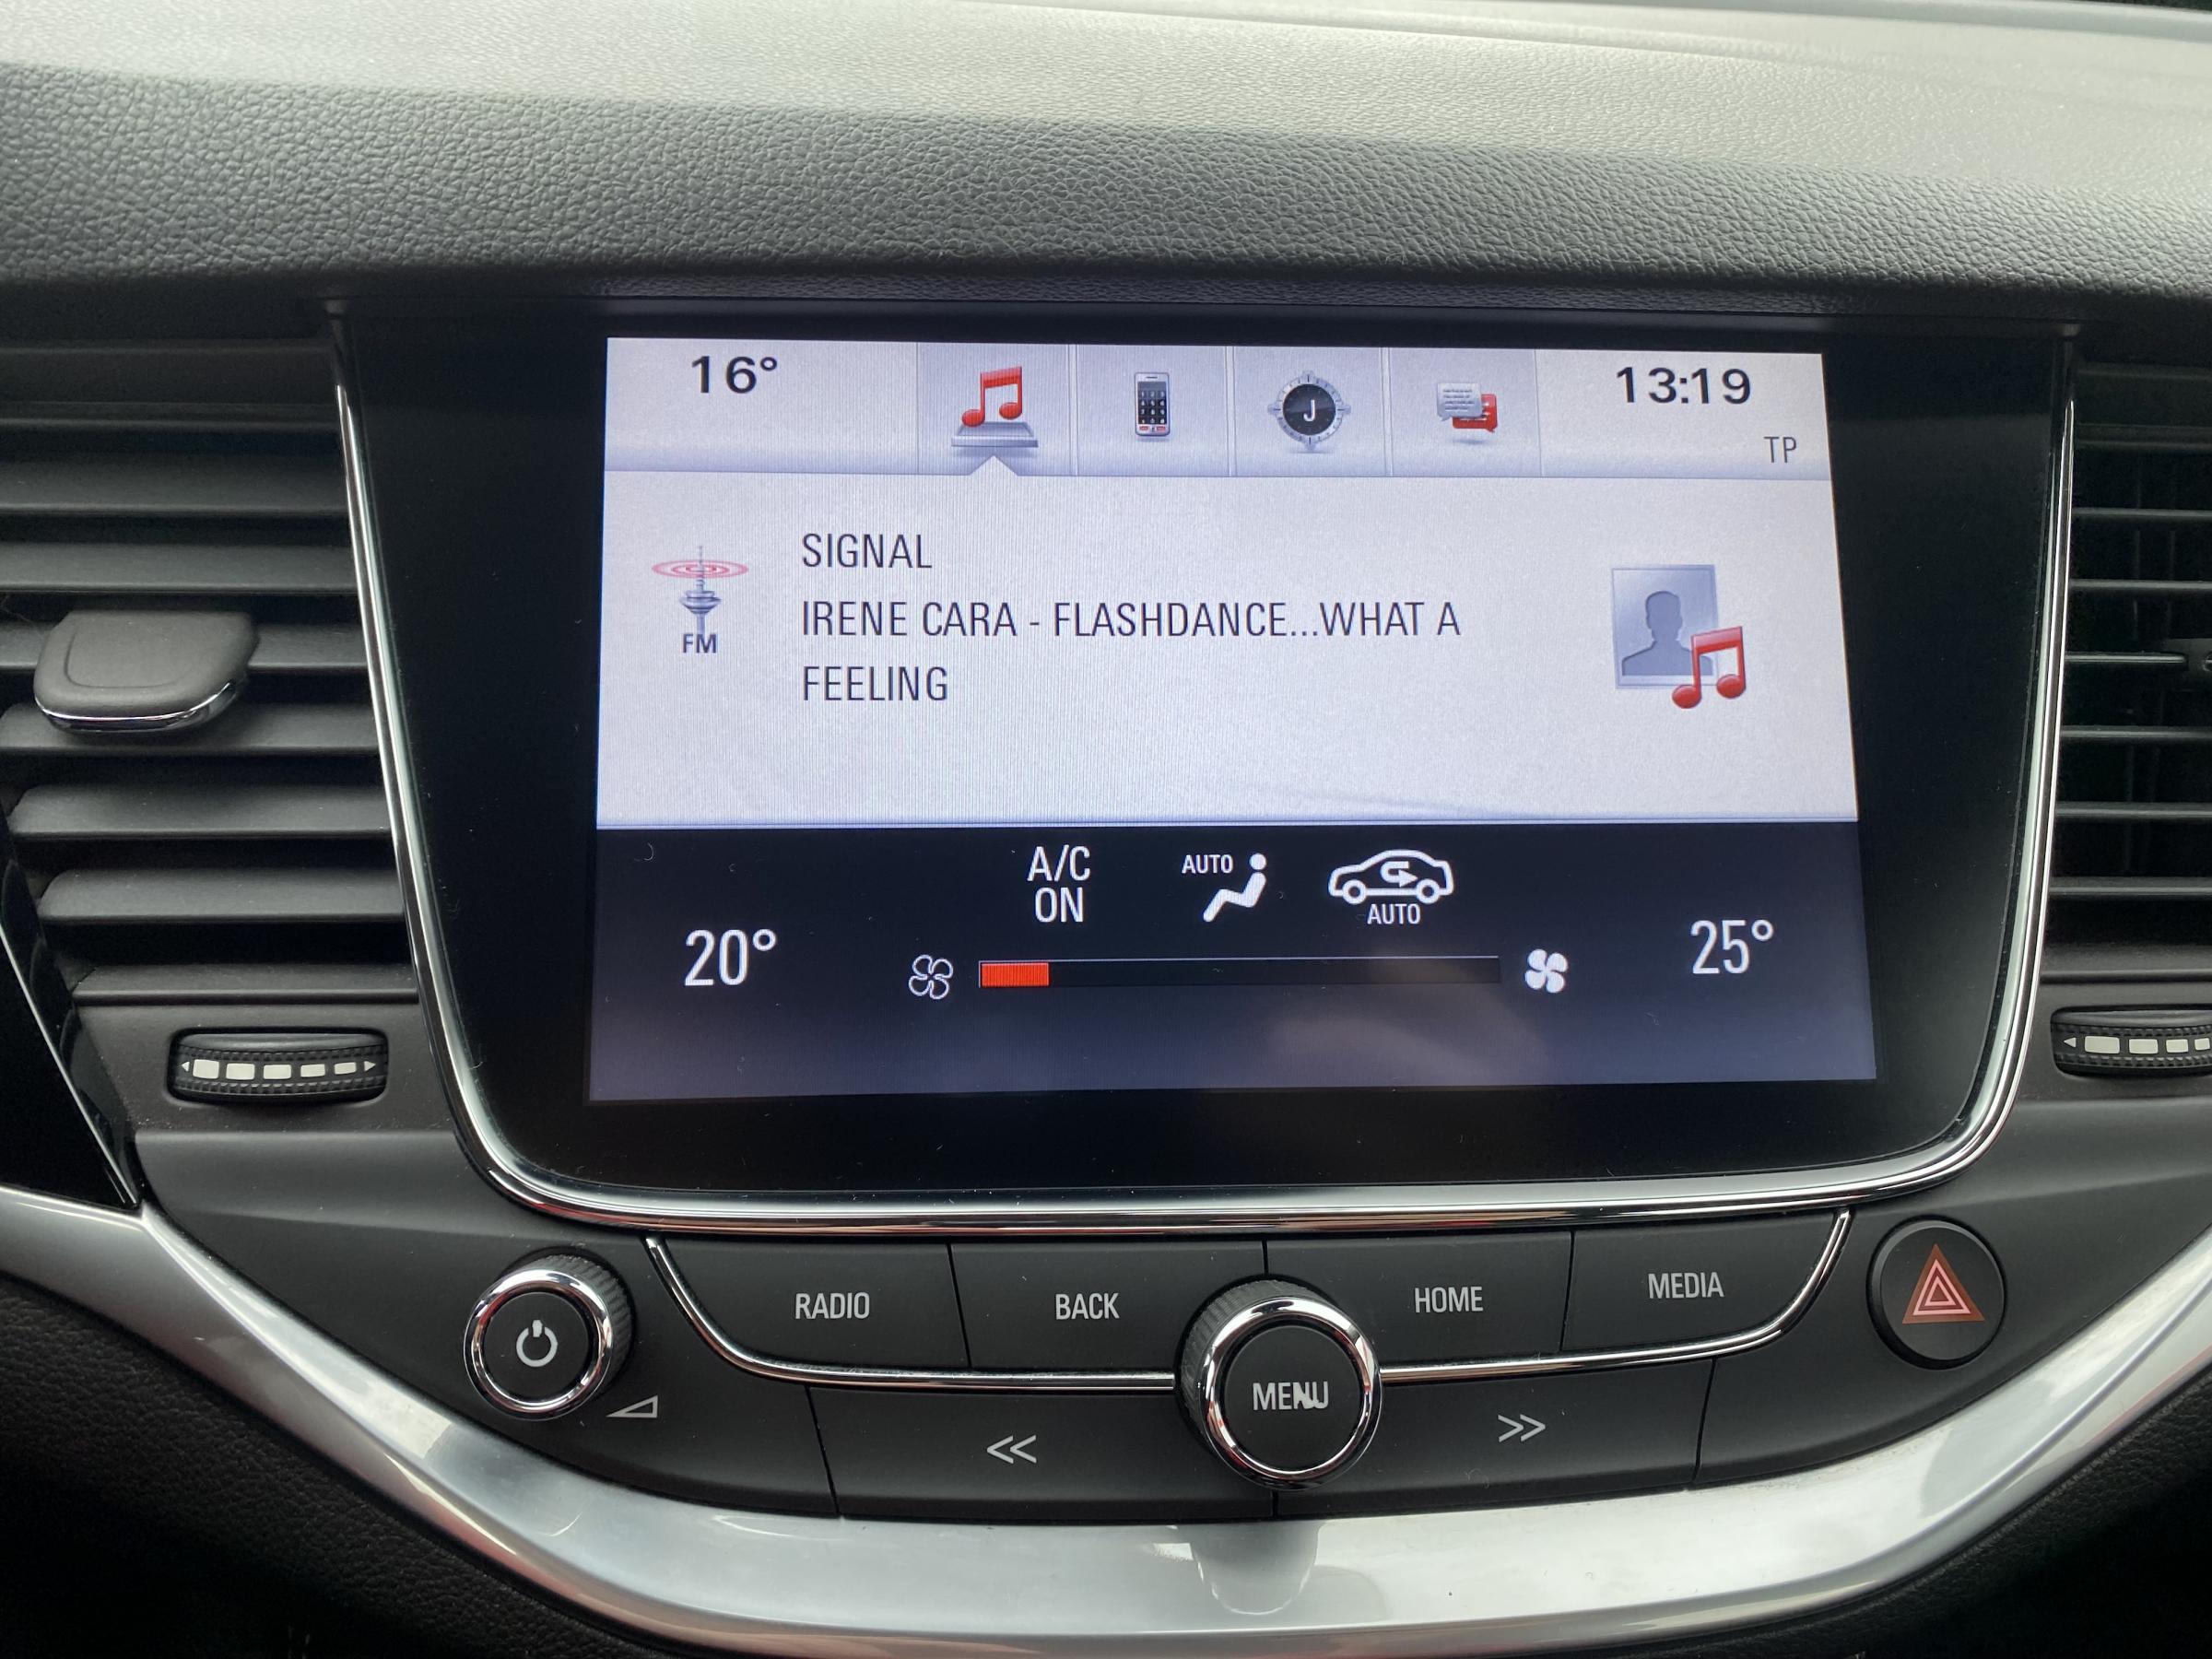 16°
J
13:19
TP
SIGNAL
IRENE CARA - FLASHDANCE...WHAT A
FEELING
FM
A/C
ON
AUTO
AUTO
20°
25°
RADIO
BACK
HOME
MEDIA
MENU
<<
>>